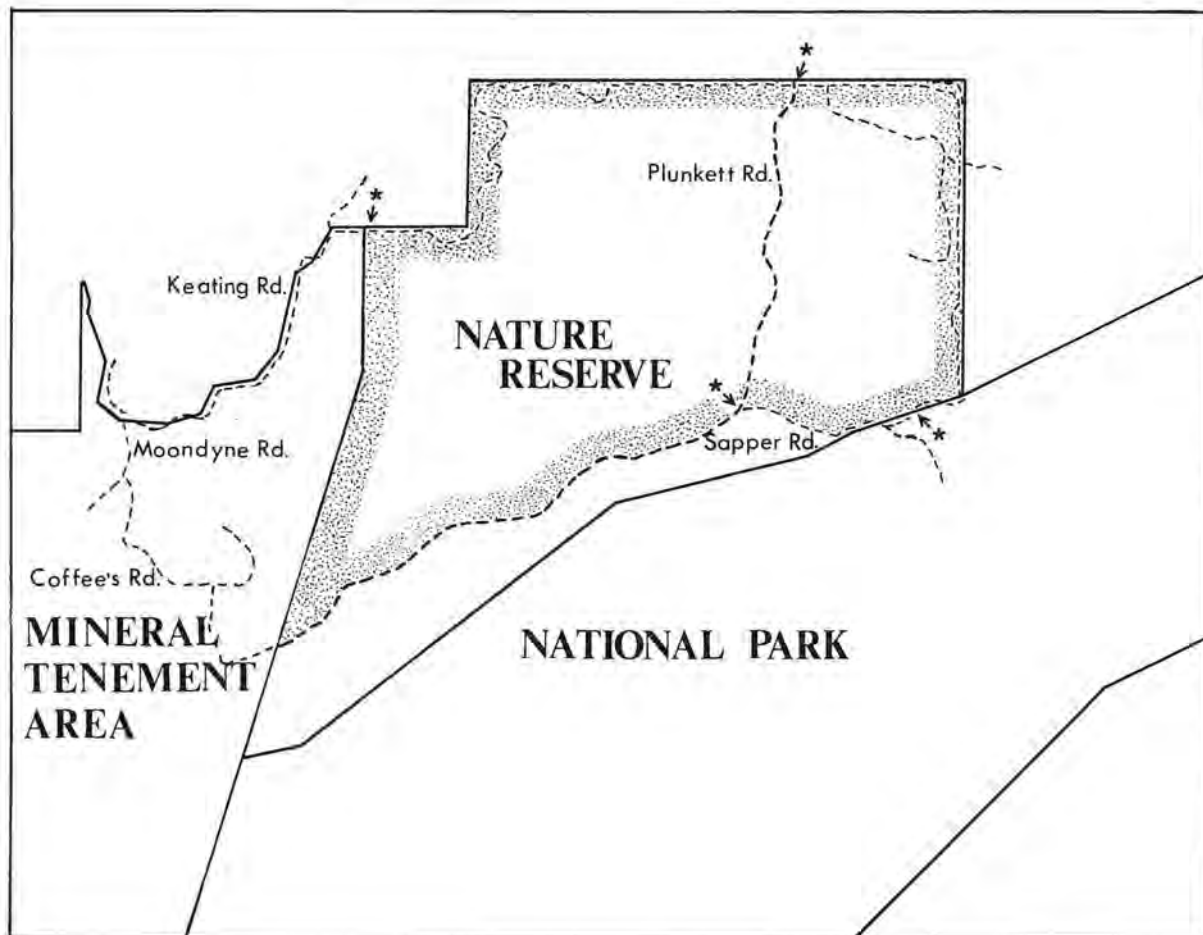 *
Plunkett Rd.
*
Keating Rd.
NATURE
RESERVE
*
Moondyne Rd.
Sapper Rd.
*
Coffee's Rd.
MINERAL
TENEMENT
AREA
NATIONAL PARK